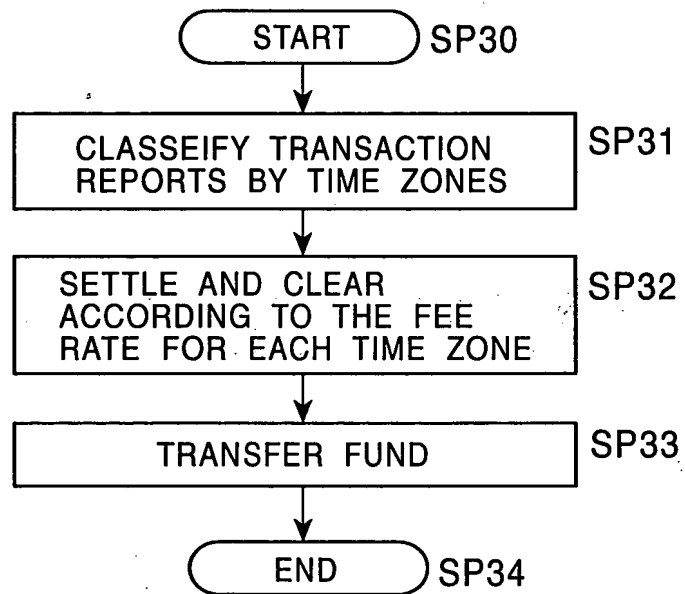 START SP30
CLASSEIFY TRANSACTION SP31
REPORTS BY TIME ZONES
SETTLE AND CLEAR SP32
ACCORDING TO THE FEE
RATE FOR EACH TIME ZONE
TRANSFER FUND SP33
END SP34